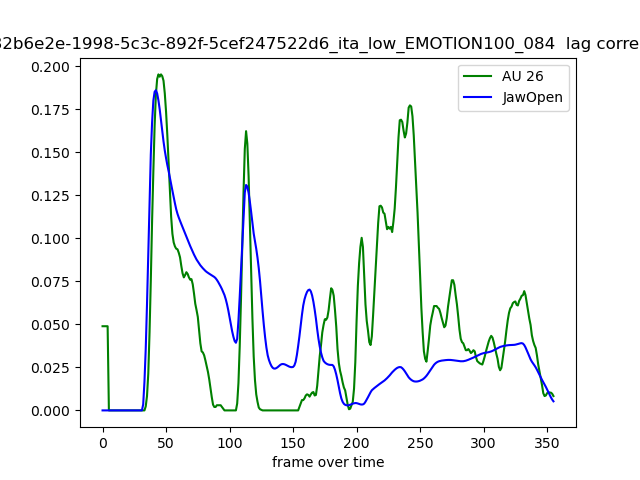 32b6e2e-1998-5c3c-892f-5cef247522d6_ita_low_EMOTION100_084 lag corre
AU 26
JawOpen
0.200
0.175
0.150
0.125
0.100
0.075
0.050
0.025
0.000
0 50 100 150 200 250 300 350
frame over time